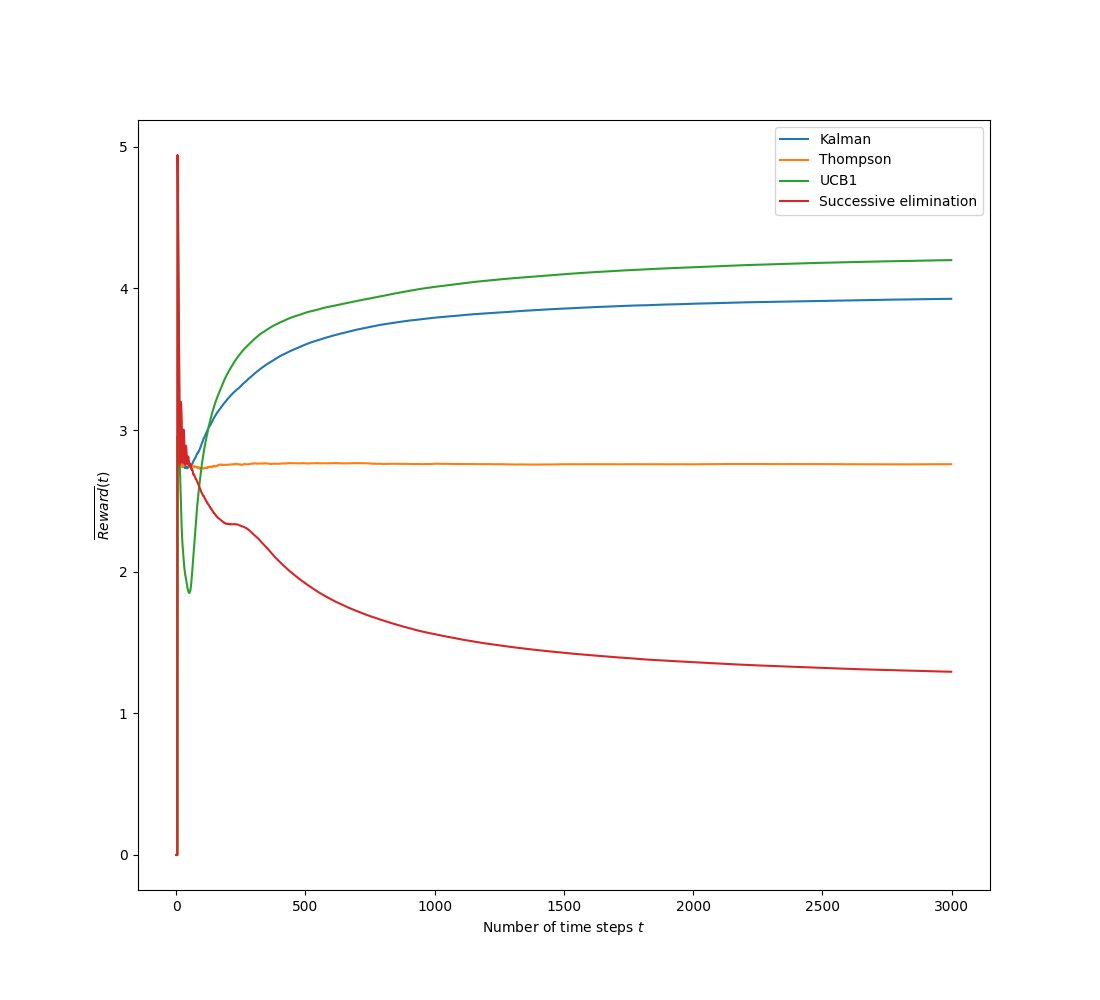 Kalman
Thompson
UCB1
Successive elimination
5
4
3
2
1
0
Reward(t)
0 500 1000 1500 2000 2500 3000
Number of time steps t